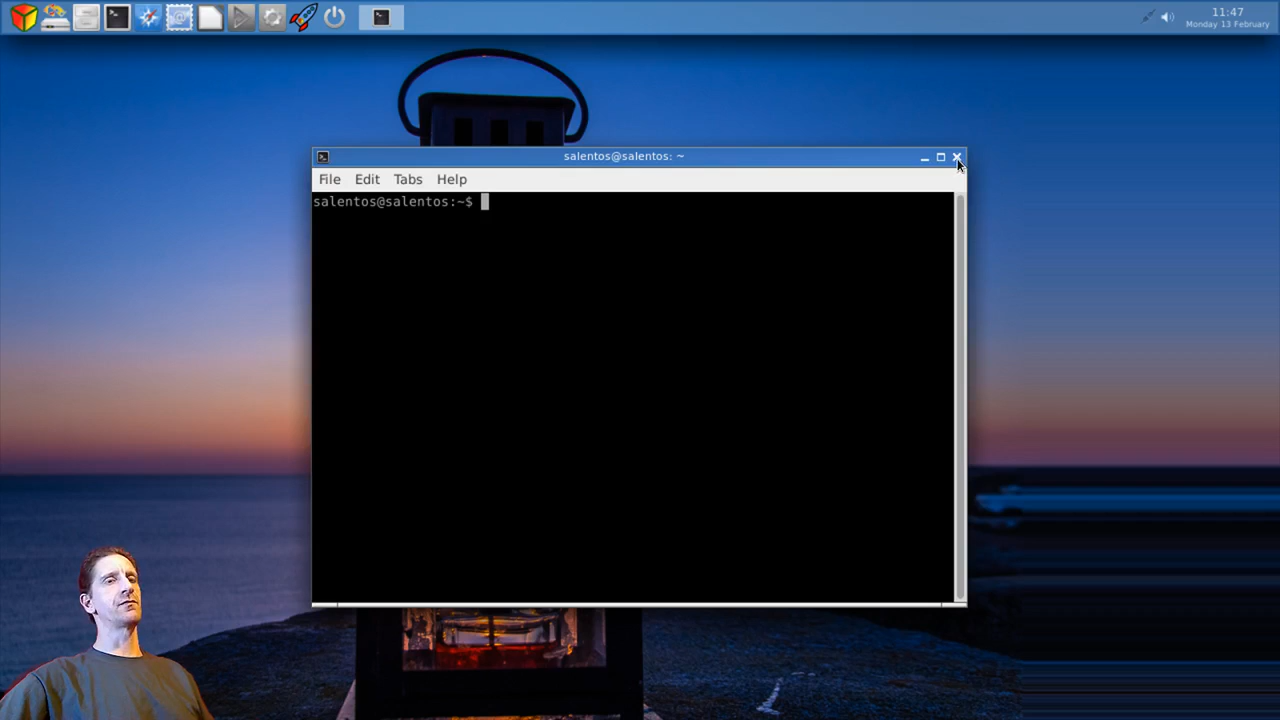 11:47
Monday 13 February
salentos@salentos: ~
File Edit Tabs Help
salentos@salentos:~$